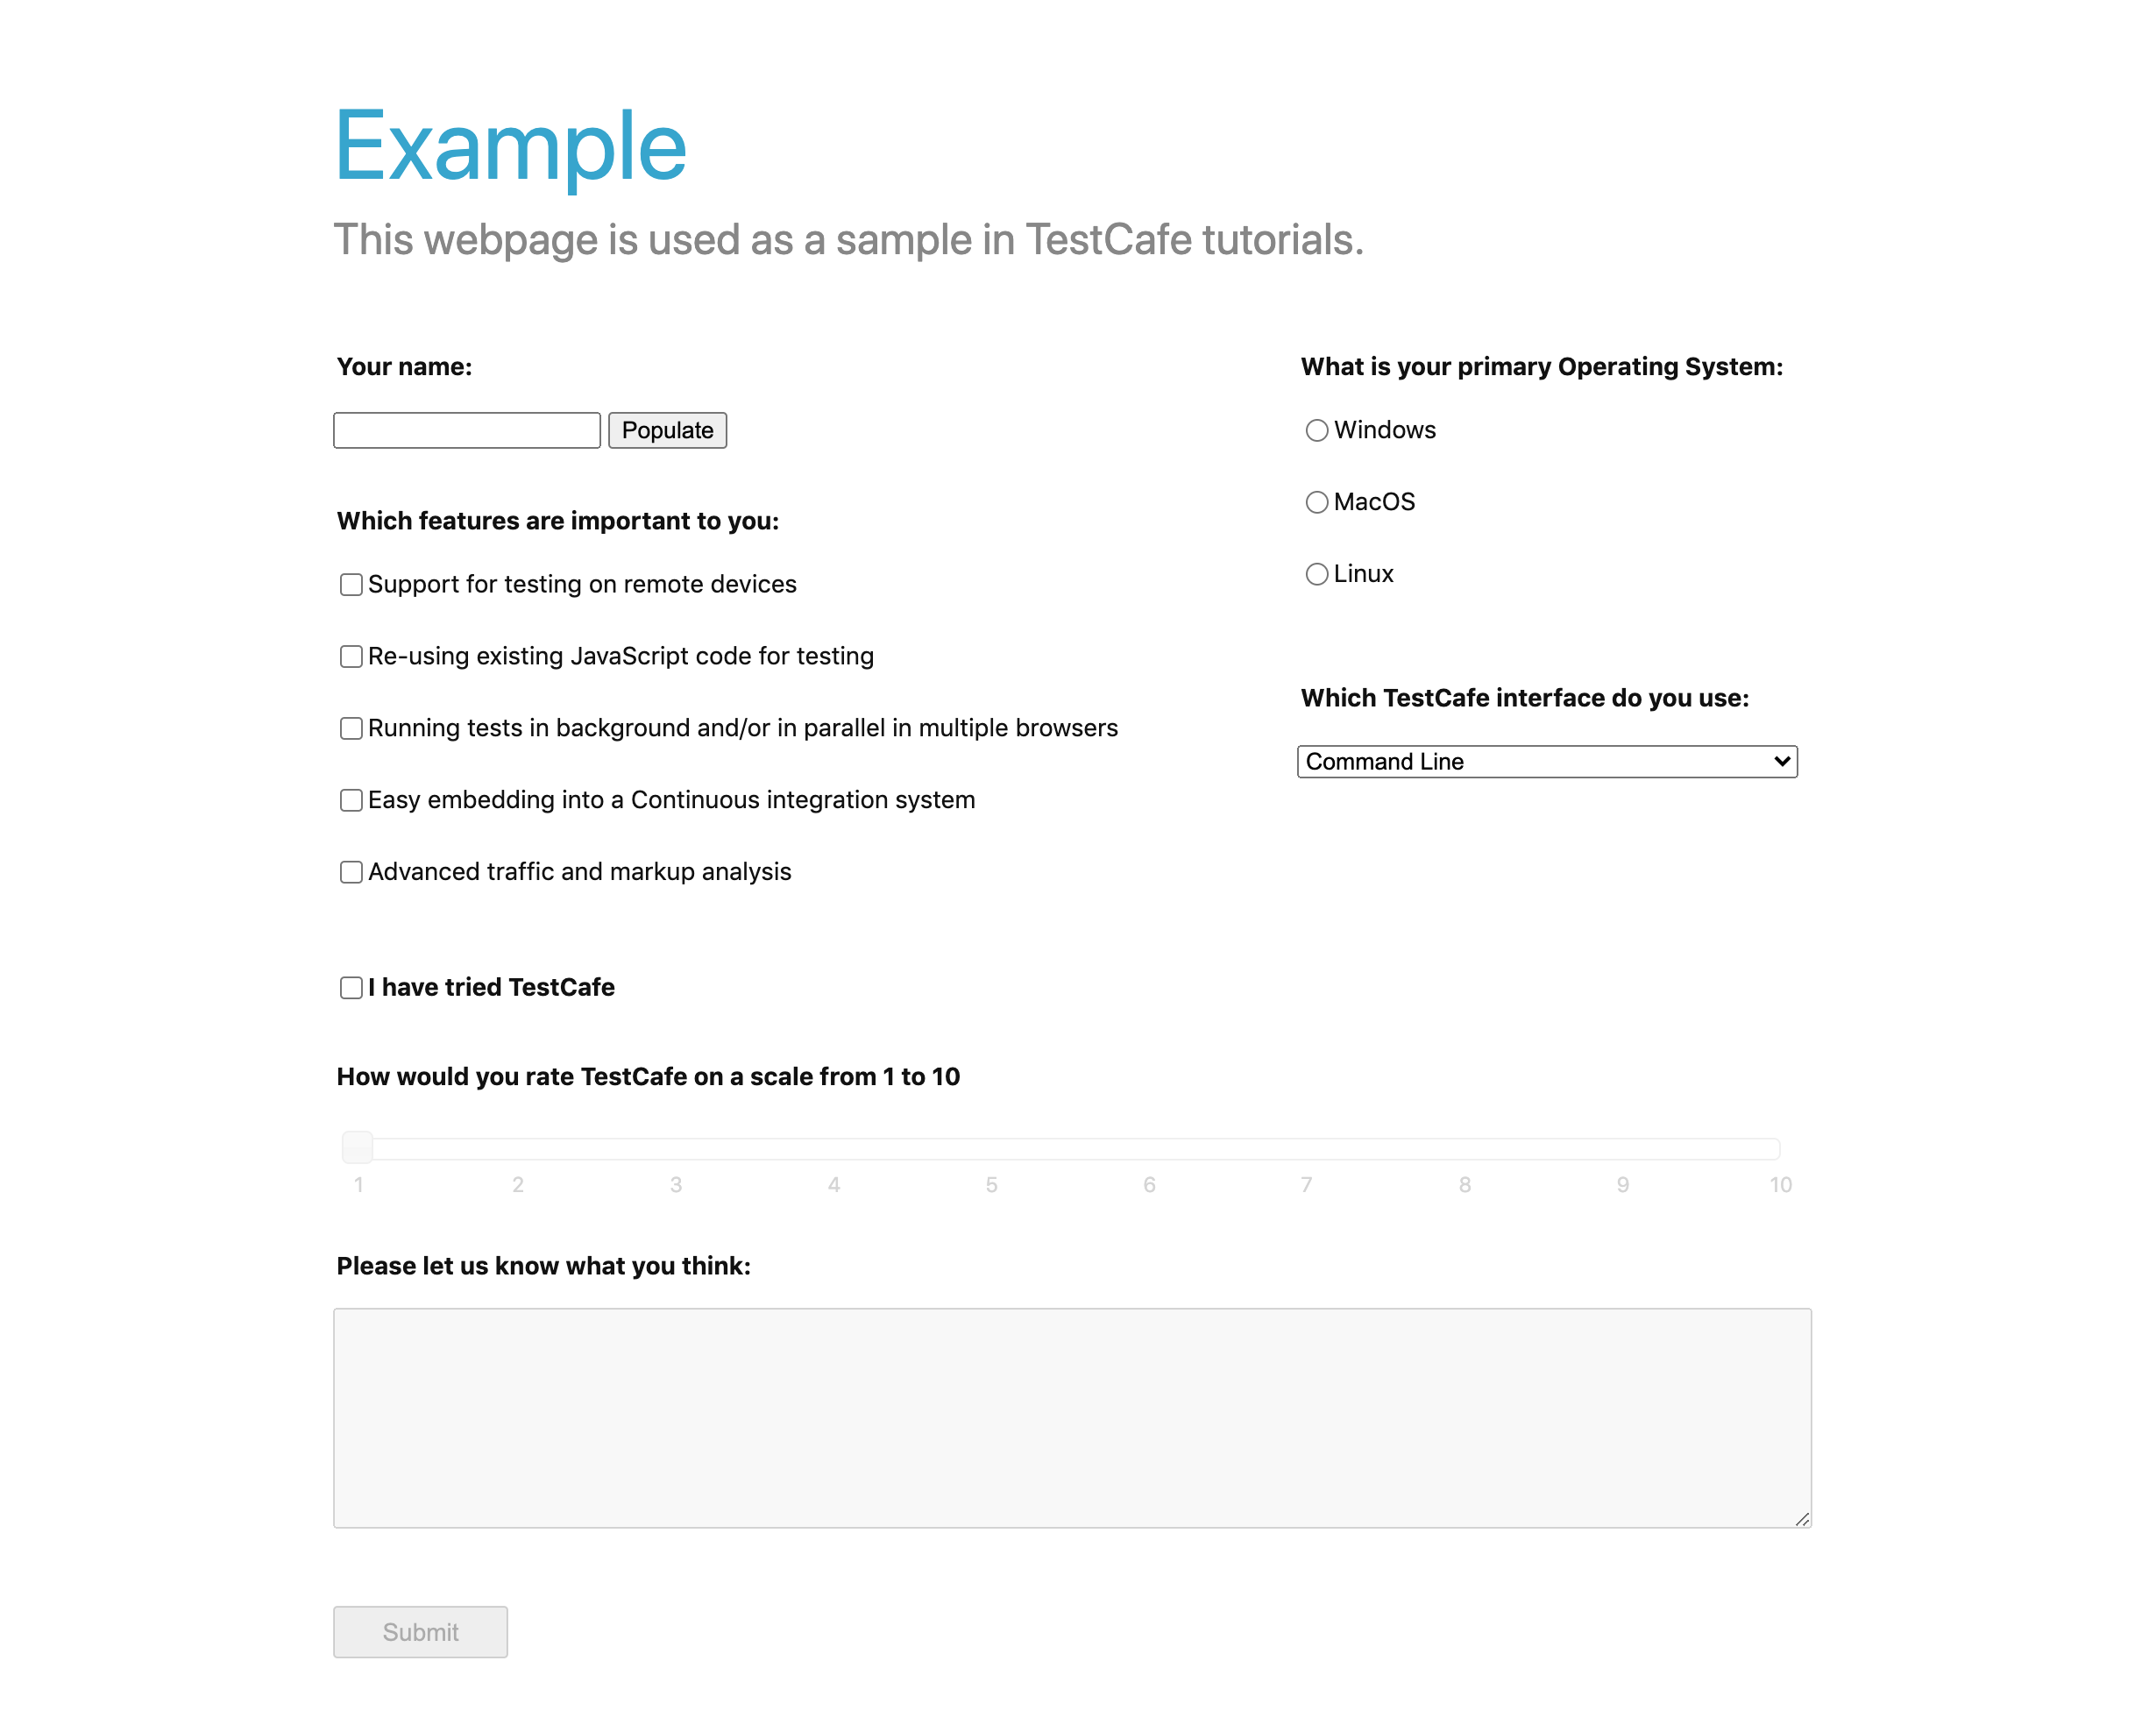 Example
This webpage is used as a sample in TestCafe tutorials.
Your name:
Populate
Which features are important to you:
Support for testing on remote devices
Re-using existing JavaScript code for testing
Running tests in background and/or in parallel in multiple browsers
Easy embedding into a Continuous integration system
Advanced traffic and markup analysis
What is your primary Operating System:
Windows
MacOS
Linux
Which TestCafe interface do you use:
Command Line
I have tried TestCafe
How would you rate TestCafe on a scale from 1 to 10
1 2 3 4 5 6 7 8 9 10
Please let us know what you think:
Submit